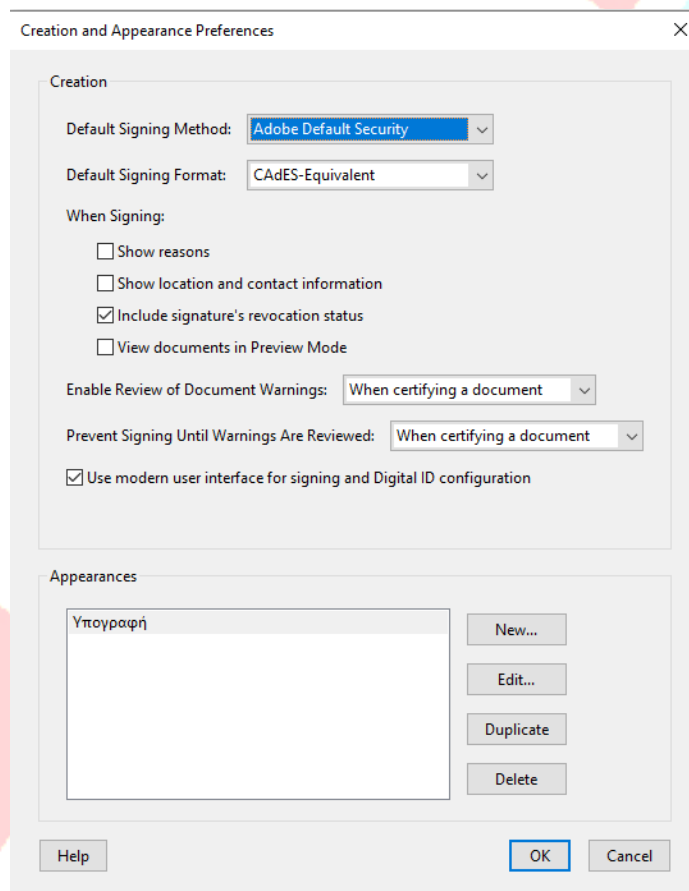 Creation and Appearance Preferences
Creation
Default Signing Method: Adobe Default Security
Default Signing Format: CAdES-Equivalent
When Signing:
Show reasons
Show location and contact information
Include signature's revocation status
View documents in Preview Mode
Enable Review of Document Warnings: When certifying a document
Prevent Signing Until Warnings Are Reviewed: When certifying a document
Use modern user interface for signing and Digital ID configuration
Appearances
Υπογραφή
New...
Edit...
Duplicate
Delete
Help OK Cancel